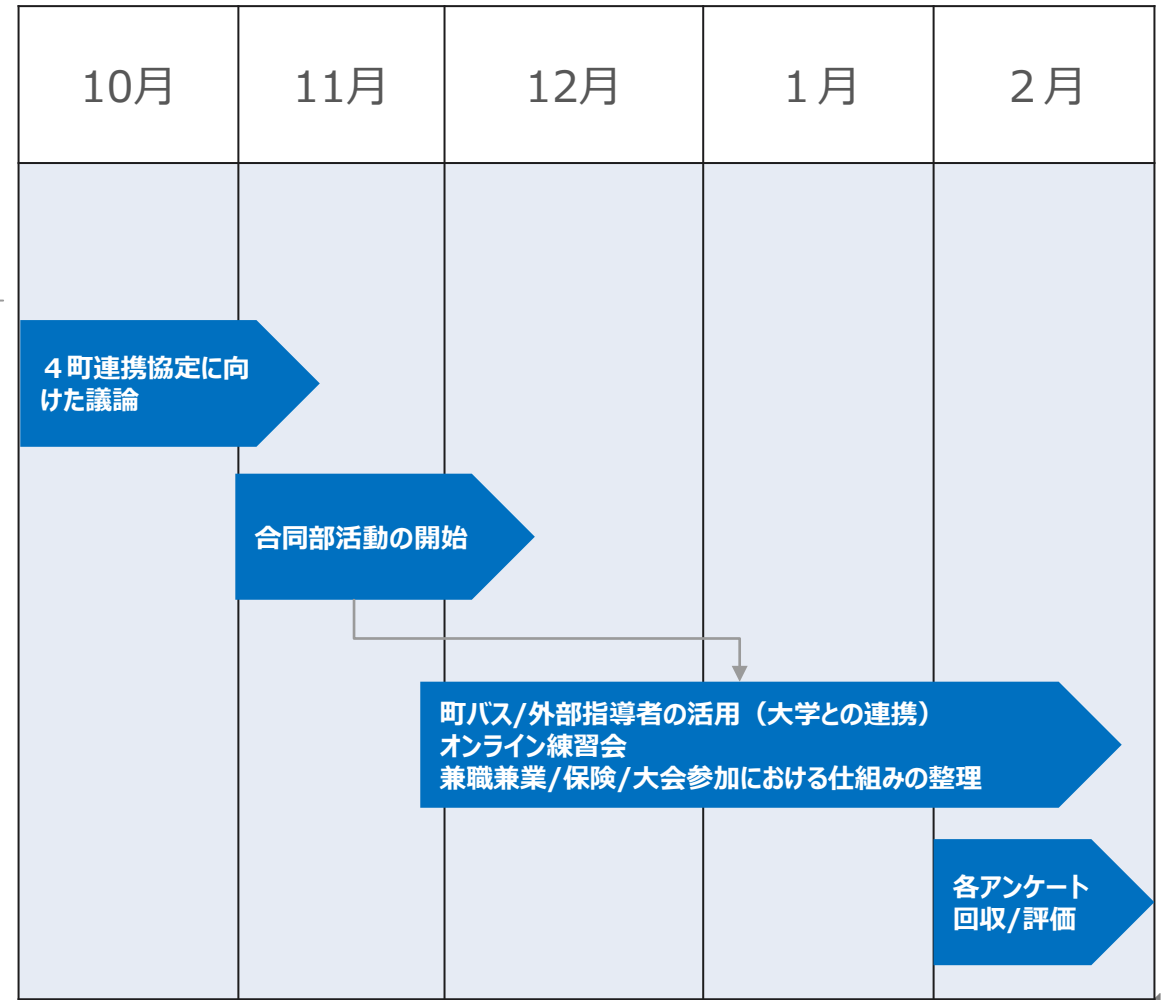 10月
11月
12月
１月
２月
４町連携協定に向
けた議論
合同部活動の開始
町バス/外部指導者の活用（大学との連携）
オンライン練習会
兼職兼業/保険/大会参加における仕組みの整理
各アンケート
回収/評価